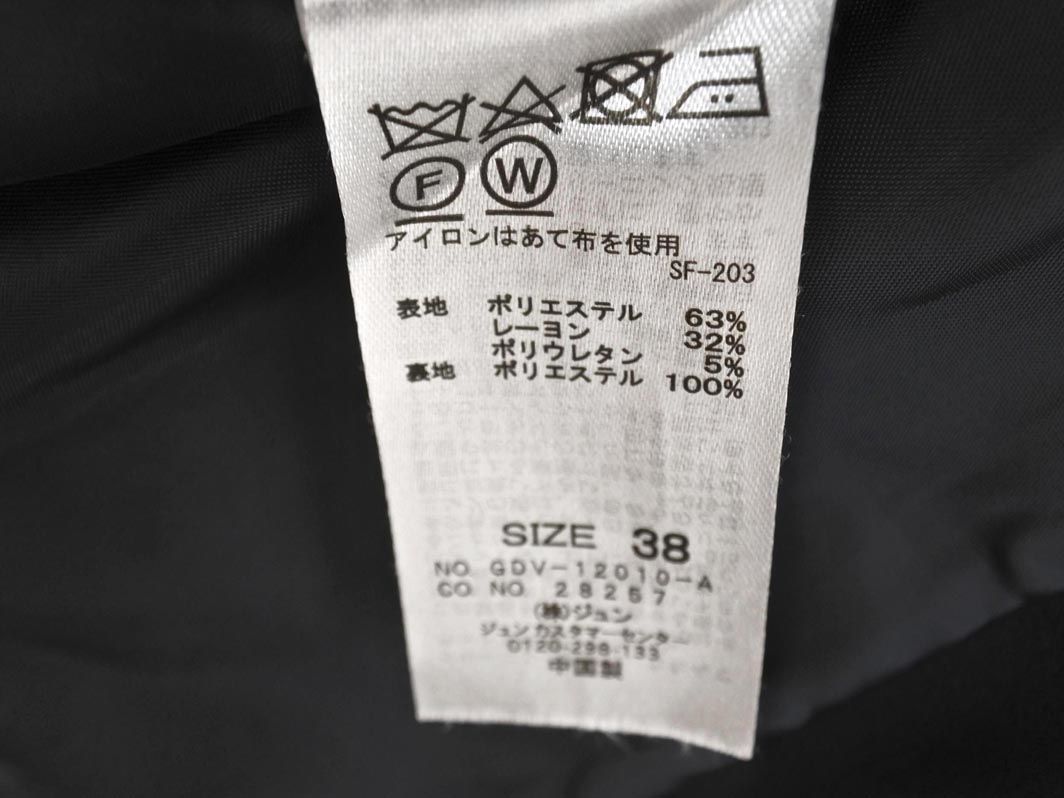 F W
アイロンはあて布を使用
SF-203
表地 ポリエステル 63%
レーヨン 32%
ポリウレタン 5%
裏地 ポリエステル 100%
SIZE 38
NO. GDV-12010-A
CO NO. 28257
(株)ジュン
ジュンカスタマーセンター
0120-298-133
中国製